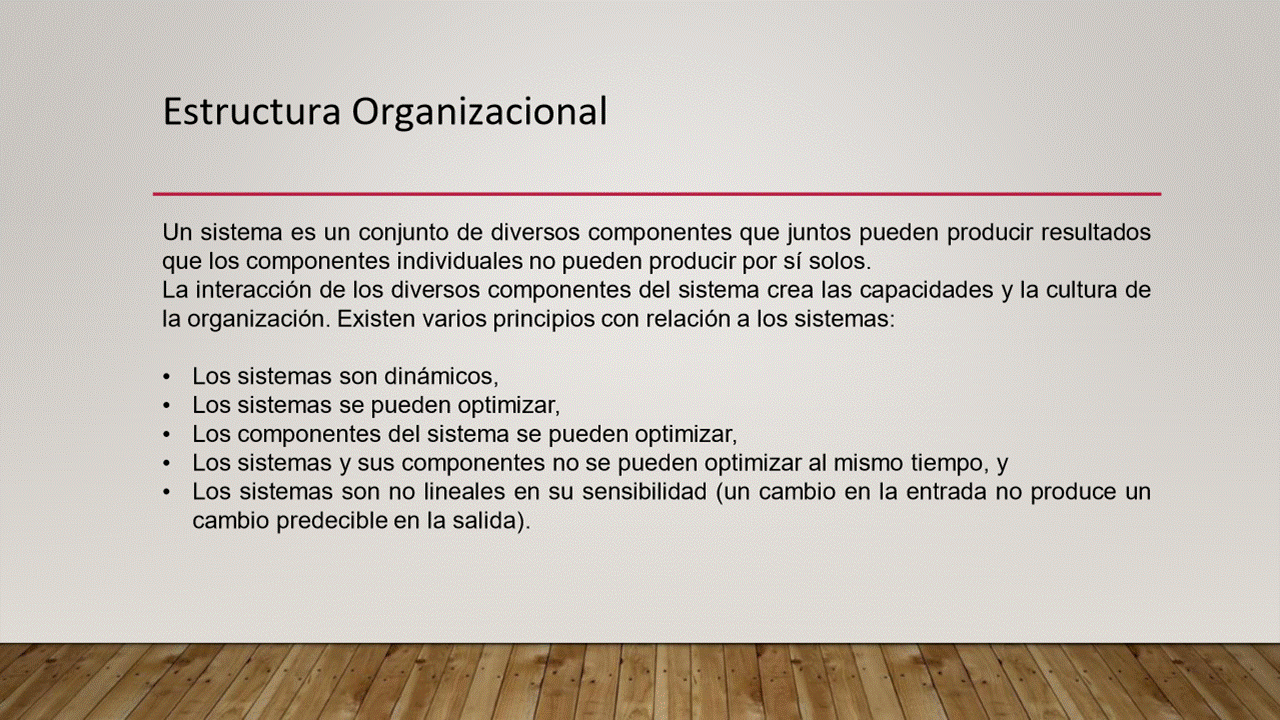 Estructura Organizacional
Un sistema es un conjunto de diversos componentes que juntos pueden producir resultados
que los componentes individuales no pueden producir por sí solos.
La interacción de los diversos componentes del sistema crea las capacidades y la cultura de
la organización. Existen varios principios con relación a los sistemas:
• Los sistemas son dinámicos,
• Los sistemas se pueden optimizar,
• Los componentes del sistema se pueden optimizar,
• Los sistemas y sus componentes no se pueden optimizar al mismo tiempo, y
• Los sistemas son no lineales en su sensibilidad (un cambio en la entrada no produce un
cambio predecible en la salida).